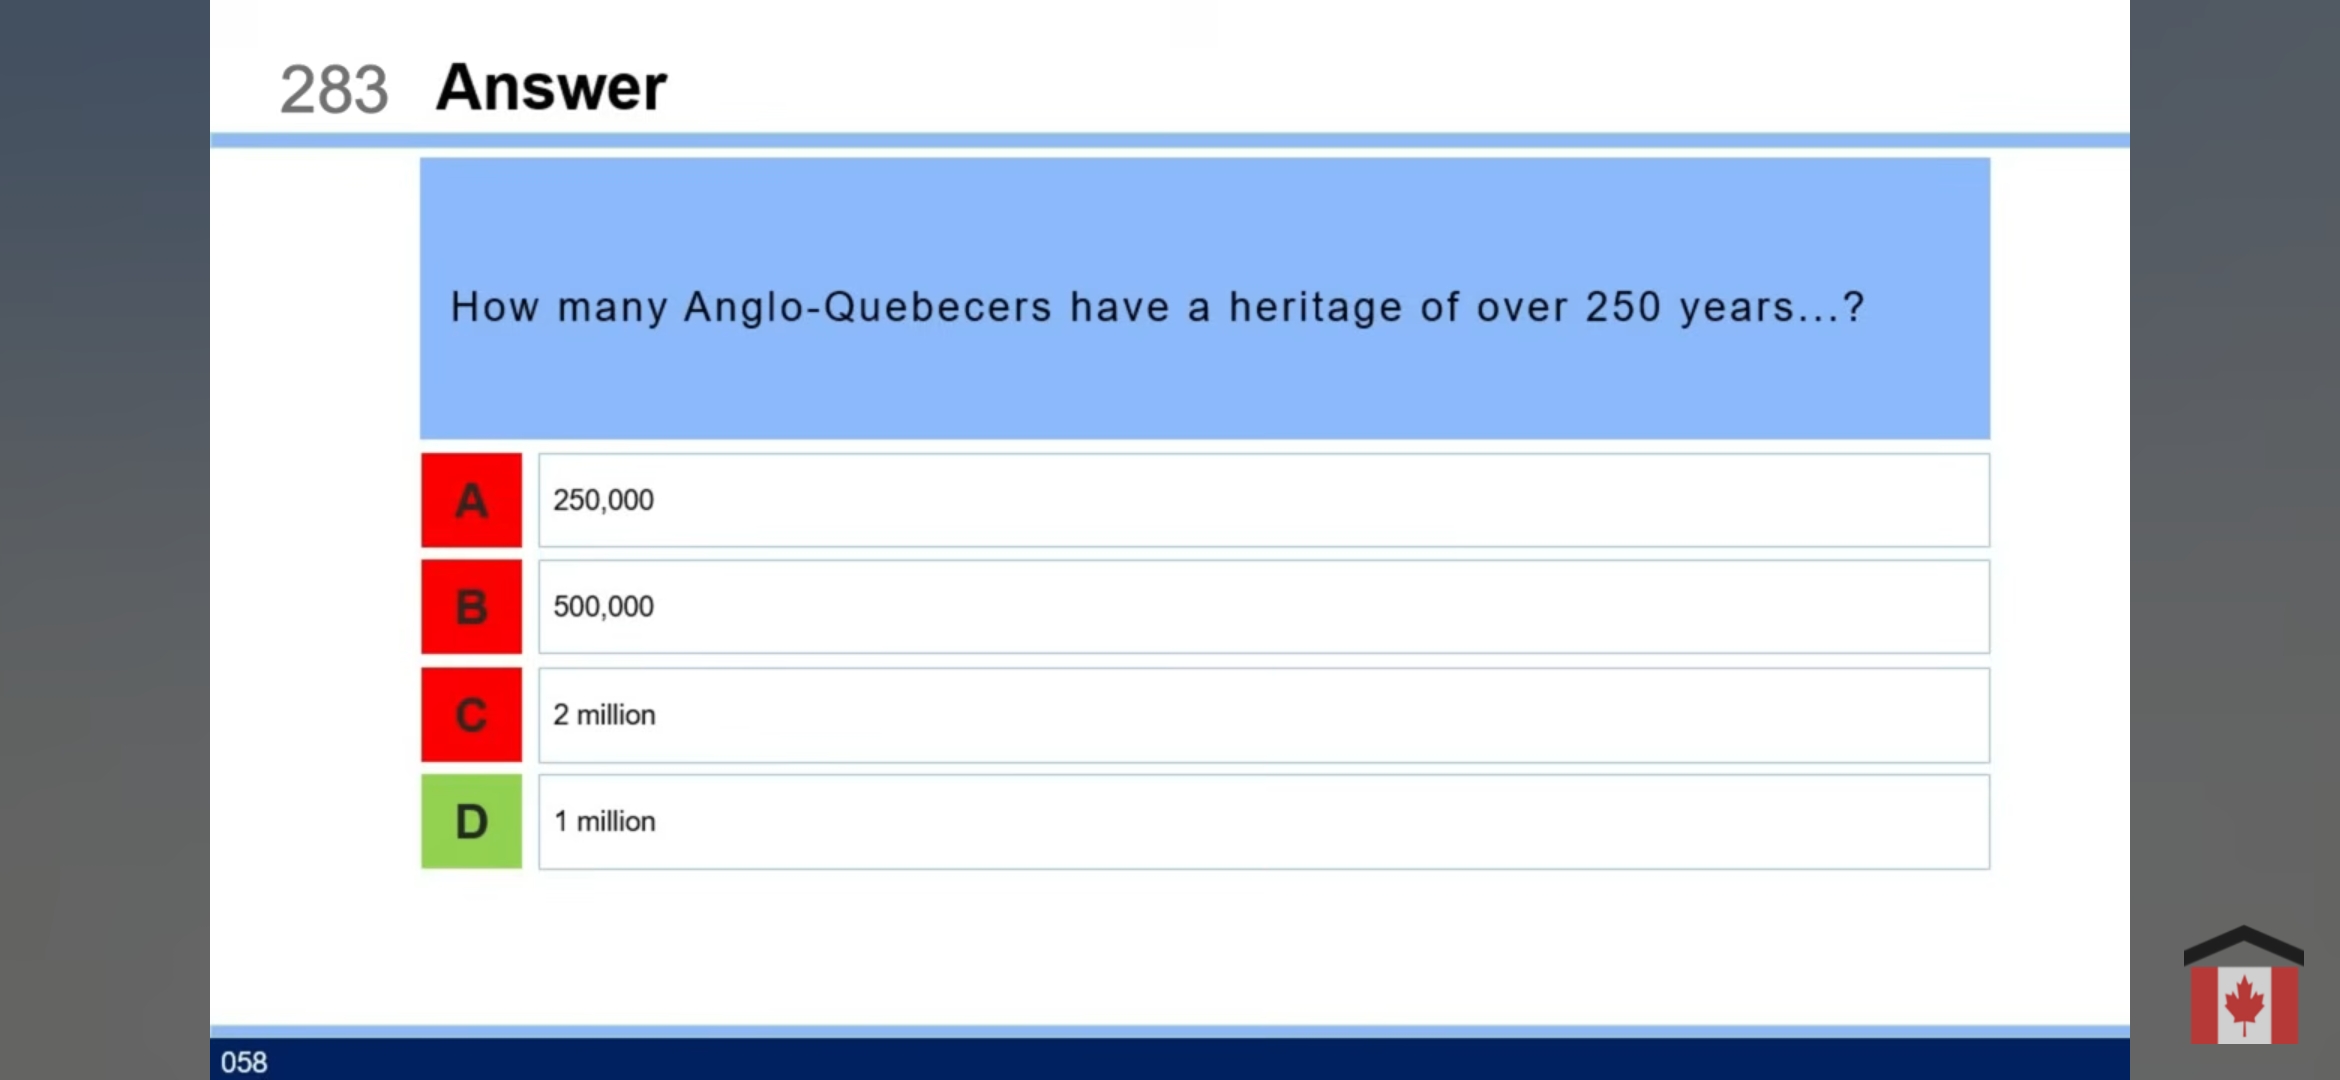 283 Answer
How many Anglo-Quebecers have a heritage of over 250 years...?
A 250,000
B 500,000
C 2 million
D 1 million
058